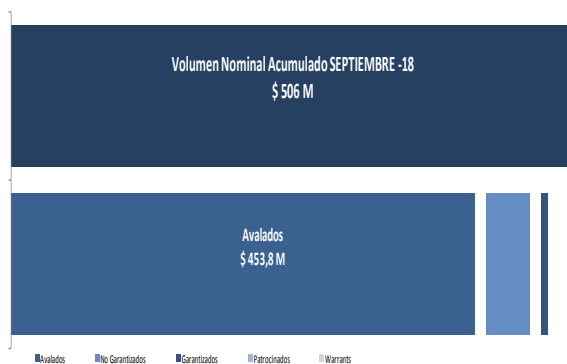 Volumen Nominal Acumulado SEPTIEMBRE -18
$ 506 M
Avalados
$ 453,8 M
Avalados No Garantizados Garantizados Patrocinados Warrants